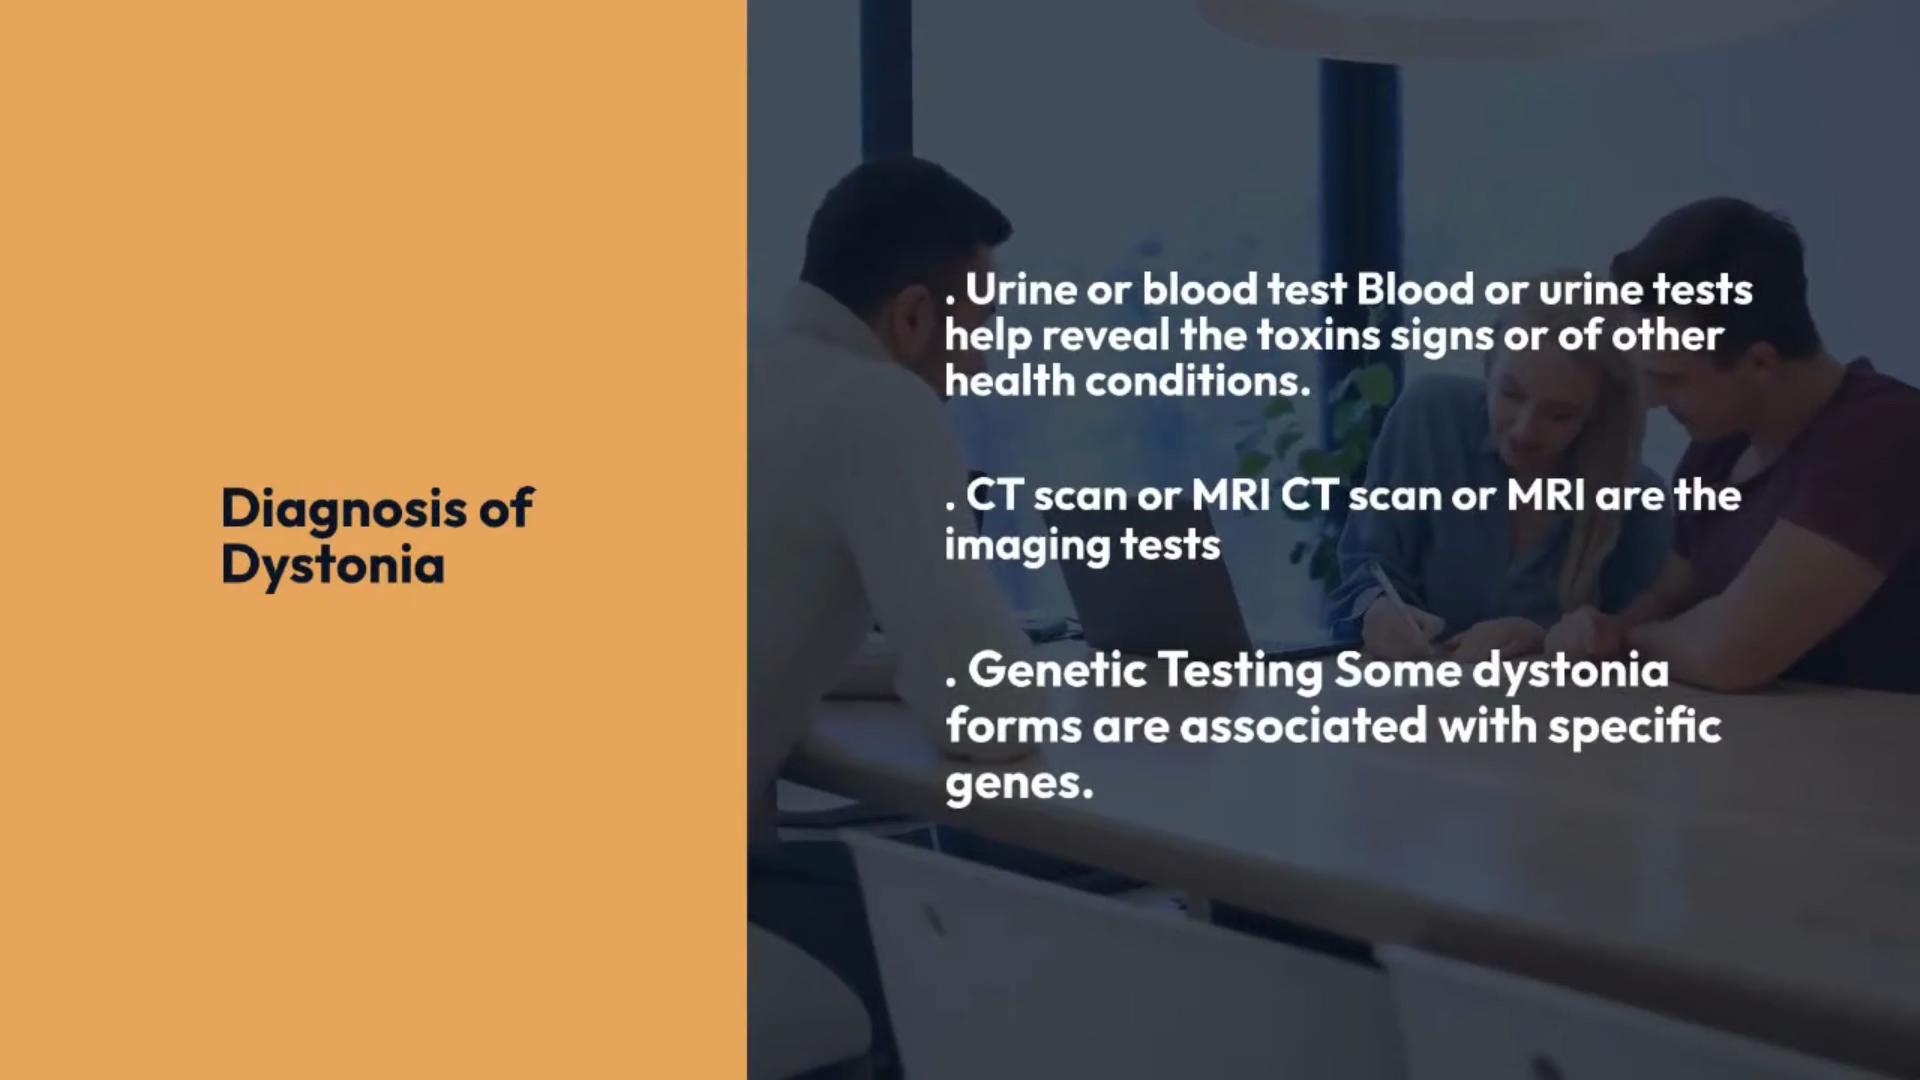 Diagnosis of
Dystonia
. Urine or blood test Blood or urine tests
help reveal the toxins signs or of other
health conditions.
. CT scan or MRI CT scan or MRI are the
imaging tests
. Genetic Testing Some dystonia
forms are associated with specific
genes.